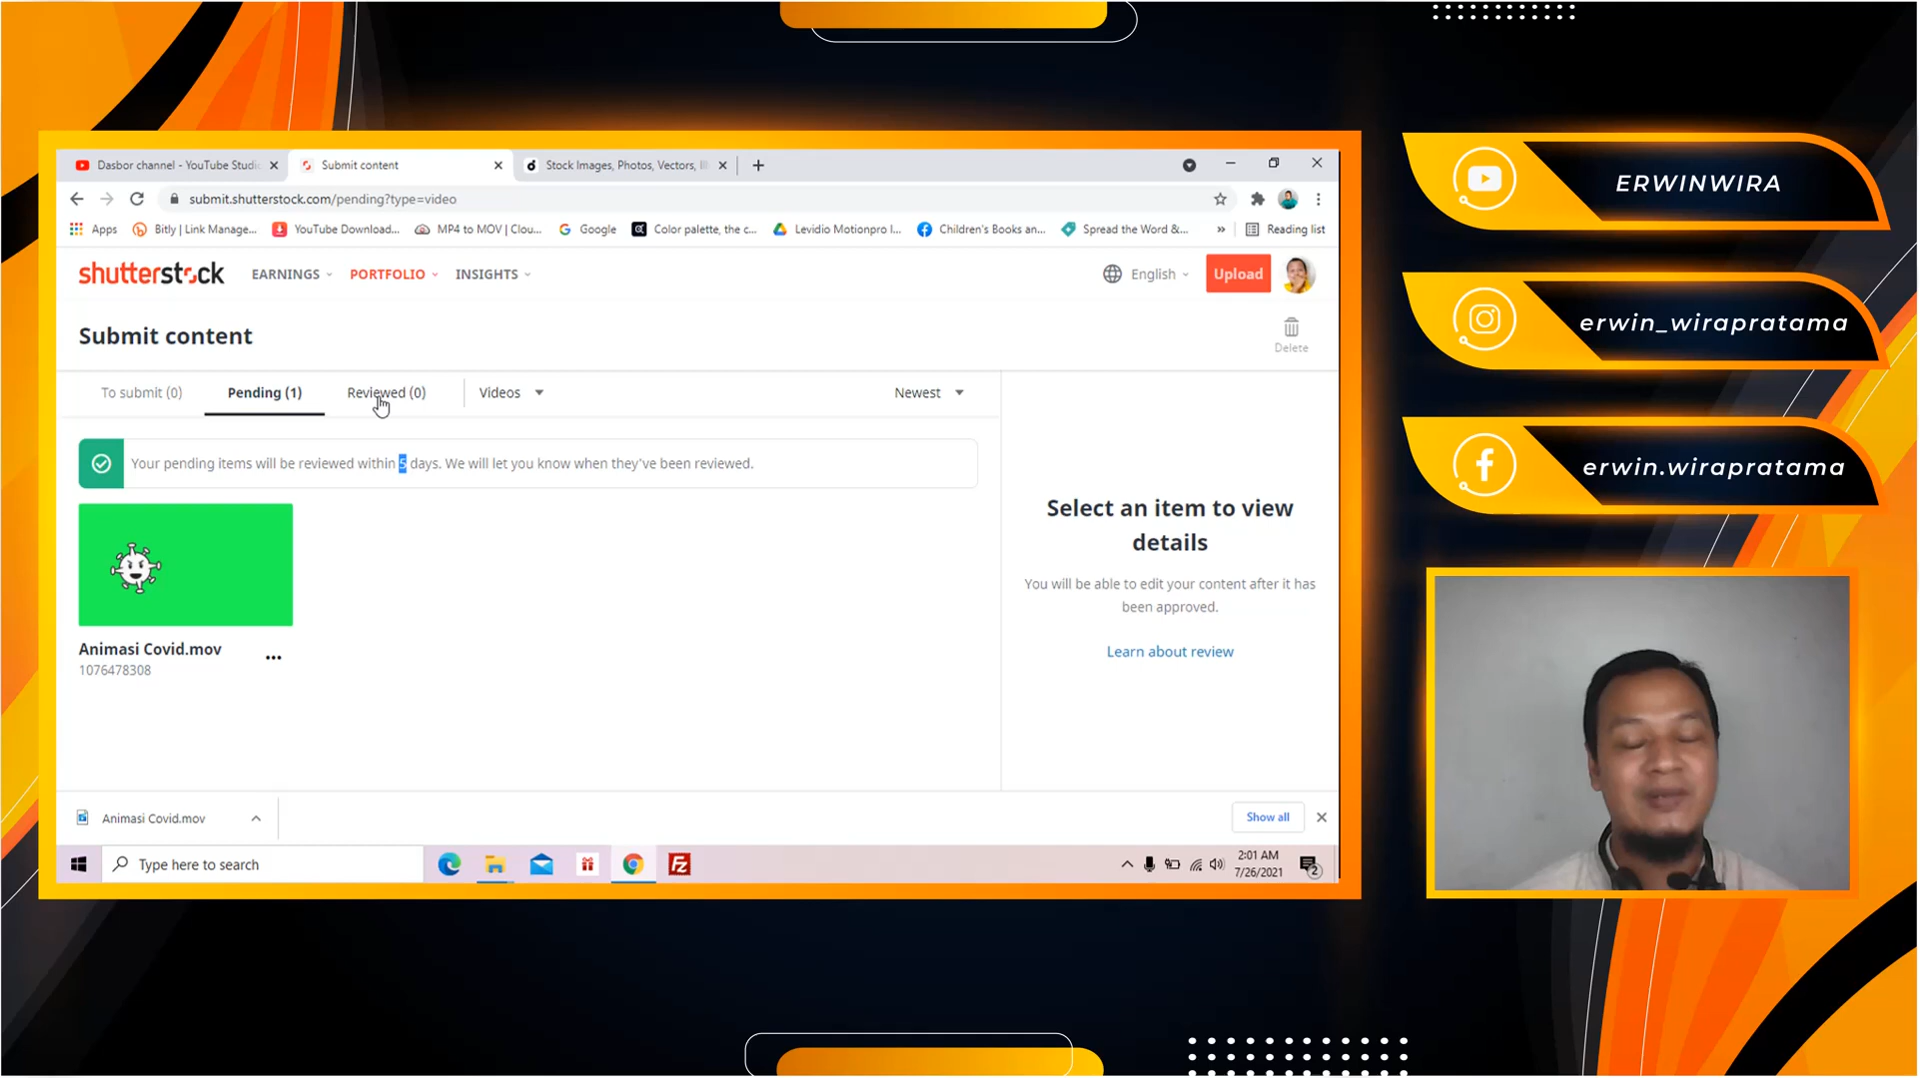 Dasbor channel - YouTube Studi
Submit content
Stock Images, Photos, Vectors, Ill
submit.shutterstock.com/pending?type=video
Apps
Bitly | Link Manage...
YouTube Download...
MP4 to MOV | Clou...
Google
Color palette, the c...
Levidio Motionpro I...
Children's Books an...
Spread the Word &...
»
Reading list
shutterstock
EARNINGS
PORTFOLIO
INSIGHTS
English
Upload
Submit content
Delete
To submit (0)
Pending (1)
Reviewed (0)
Videos
Newest
Your pending items will be reviewed within 5 days. We will let you know when they've been reviewed.
Animasi Covid.mov
1076478308
Select an item to view
details
You will be able to edit your content after it has
been approved.
Learn about review
Animasi Covid.mov
Show all
Type here to search
2:01 AM
7/26/2021
2
ERWINWIRA
erwin_wirapratama
erwin.wirapratama